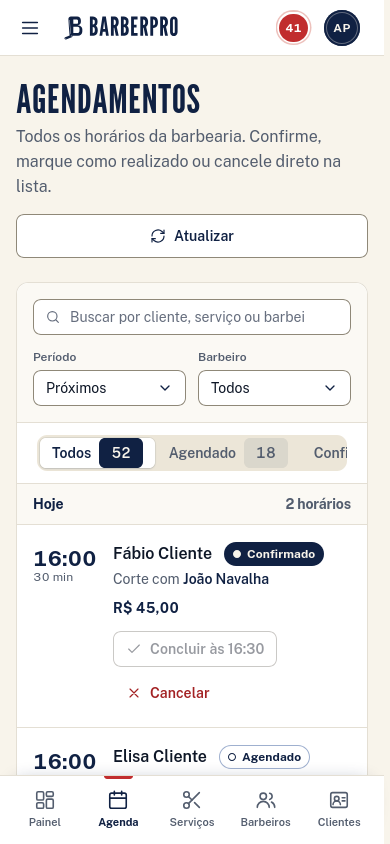 BARBERPRO
41
AP
AGENDAMENTOS
Todos os horários da barbearia. Confirme,
marque como realizado ou cancele direto na
lista.
Atualizar
Buscar por cliente, serviço ou barbei
Período
Barbeiro
Próximos
Todos
Todos 52 Agendado 18 Confi
Hoje
2 horários
16:00
30 min
Fábio Cliente
Confirmado
Corte com João Navalha
R$ 45,00
Concluir às 16:30
Cancelar
16:00
Elisa Cliente
Agendado
Painel
Agenda
Serviços
Barbeiros
Clientes